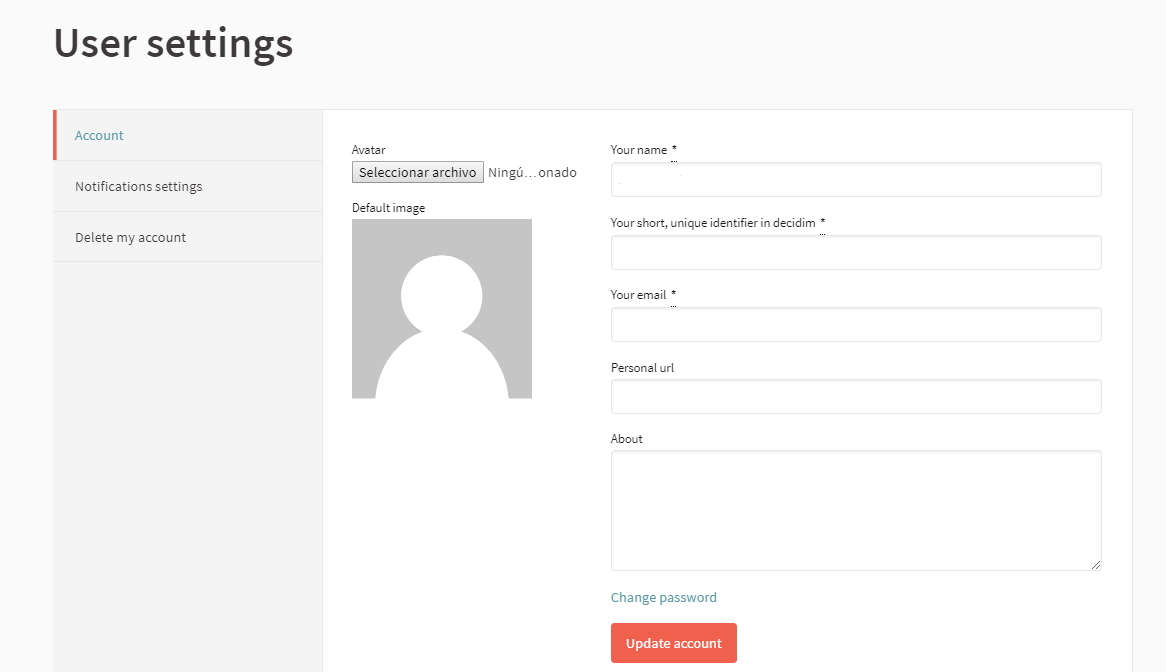 User settings
Account
Notifications settings
Delete my account
Avatar
Seleccionar archivo Ningú…onado
Default image
Your name *
Your short, unique identifier in decidim *
Your email *
Personal url
About
Change password
Update account